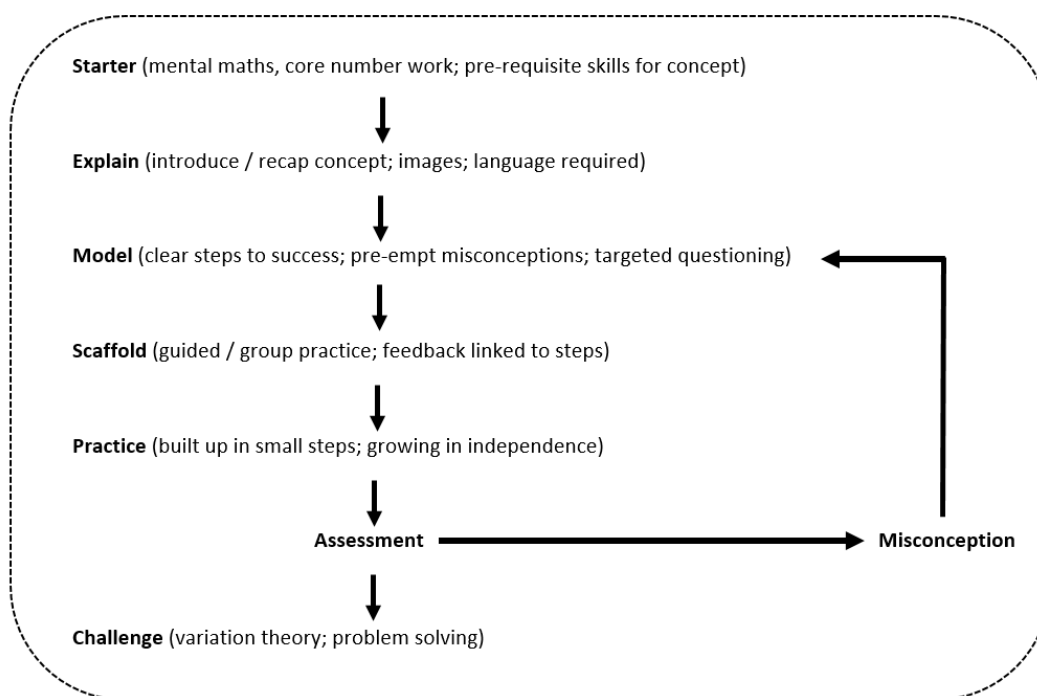 Starter (mental maths, core number work; pre-requisite skills for concept)
Explain (introduce / recap concept; images; language required)
Model (clear steps to success; pre-empt misconceptions; targeted questioning)
Scaffold (guided / group practice; feedback linked to steps)
Practice (built up in small steps; growing in independence)
Assessment
Misconception
Challenge (variation theory; problem solving)